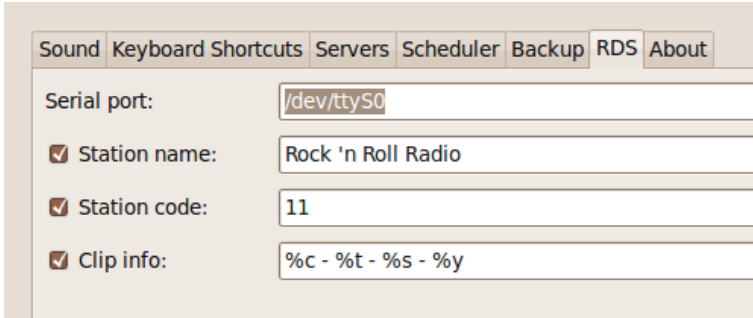 Sound Keyboard Shortcuts Servers Scheduler Backup RDS About
Serial port: /dev/ttyS0
Station name: Rock 'n Roll Radio
Station code: 11
Clip info: %c - %t - %s - %y